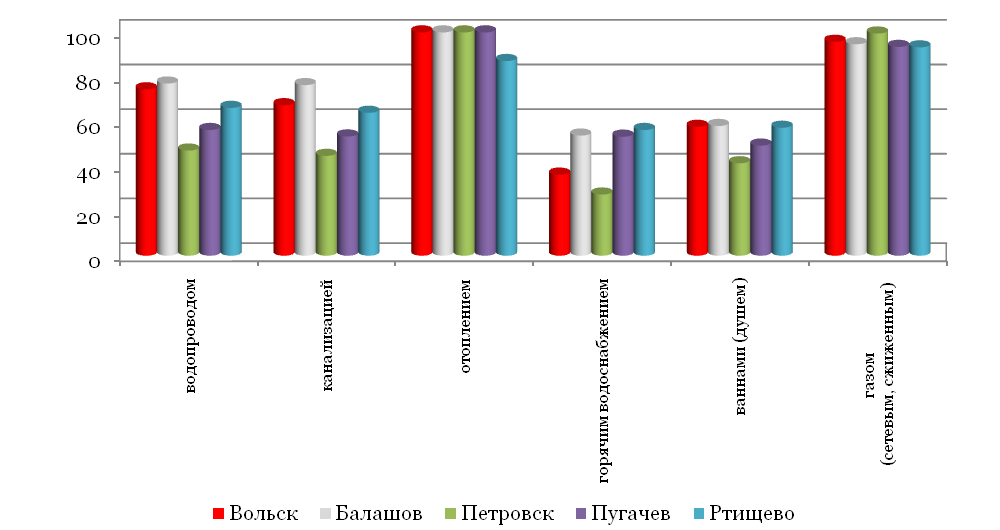 100
80
60
40
20
0
водопроводом
канализацией
отоплением
горячим водоснабжением
ваннами (душем)
газом
(сетевым, сжиженным)
Вольск Балашов Петровск Пугачев Ртищево